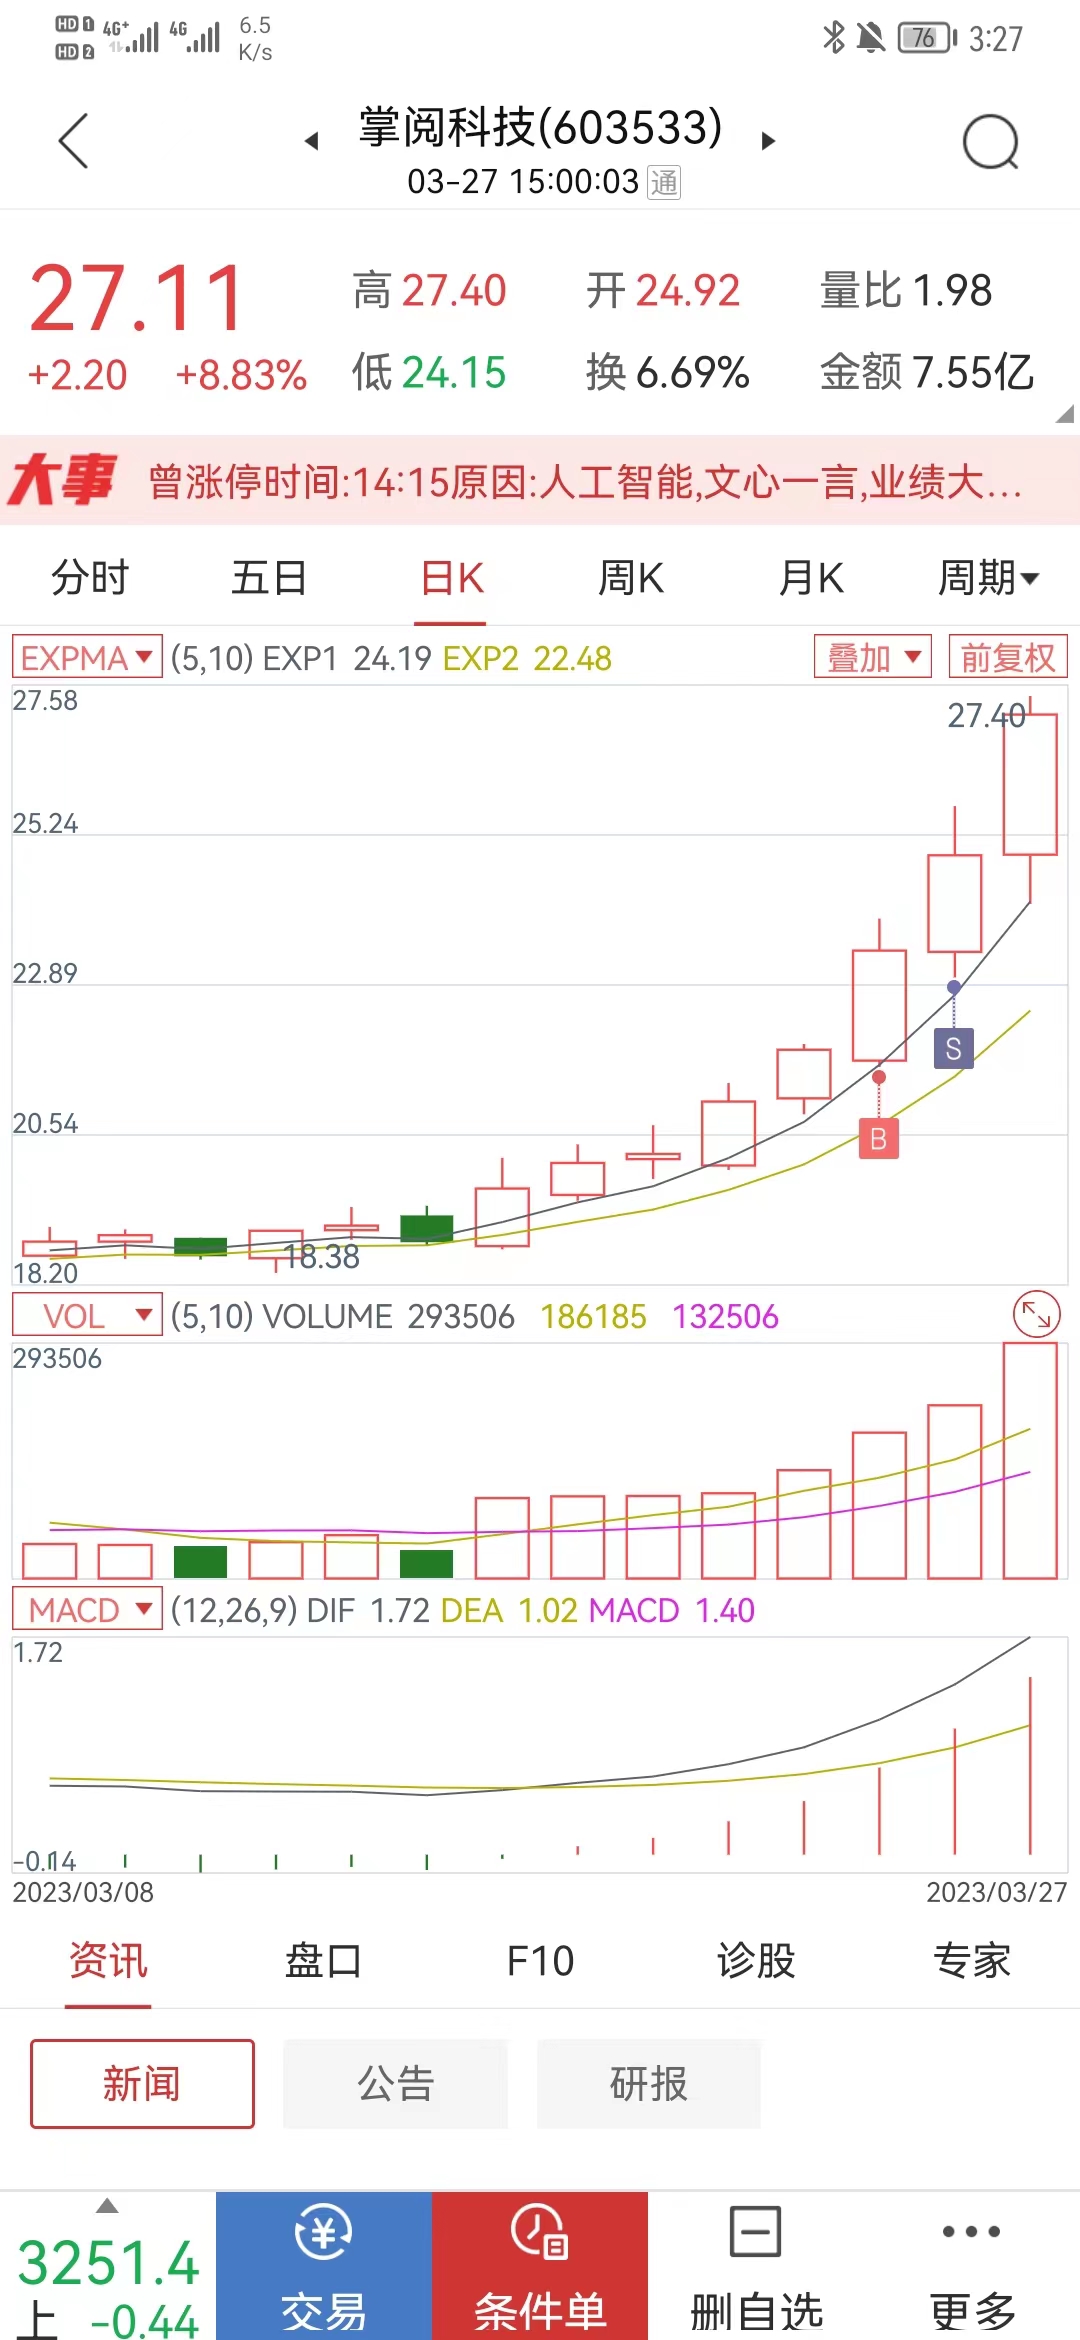 HD 1 4G+ 4G 6.5 76 3:27
HD 2 K/s
掌阅科技(603533)
03-27 15:00:03 通
27.11 高 27.40 开 24.92 量比 1.98
+2.20 +8.83% 低 24.15 换 6.69% 金额 7.55亿
大事 曾涨停时间:14:15原因:人工智能,文心一言,业绩大...
分时 五日 日K 周K 月K 周期
EXPMA (5,10) EXP1 24.19 EXP2 22.48 叠加 前复权
27.58
27.40
25.24
22.89
S
20.54
B
18.38
18.20
VOL (5,10) VOLUME 293506 186185 132506
293506
MACD (12,26,9) DIF 1.72 DEA 1.02 MACD 1.40
1.72
-0.14
2023/03/08 2023/03/27
资讯 盘口 F10 诊股 专家
新闻 公告 研报
3251.4
上 -0.44 交易 条件单 删自选 更多